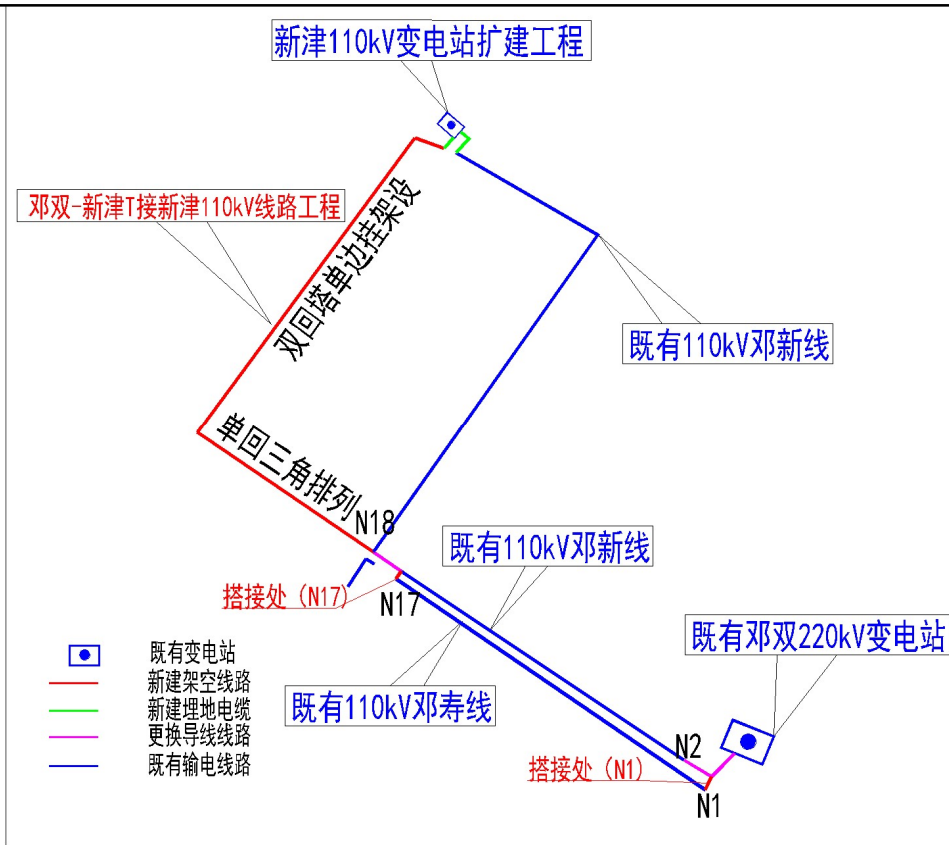 新津110kV变电站扩建工程
邓双-新津T接新津110kV线路工程
双回塔单边挂架设
既有110kV邓新线
单回三角排列
N18
既有110kV邓新线
搭接处（N17）
N17
既有邓双220kV变电站
既有变电站
新建架空线路
新建埋地电缆
更换导线线路
既有输电线路
既有110kV邓寿线
N2
搭接处（N1）
N1